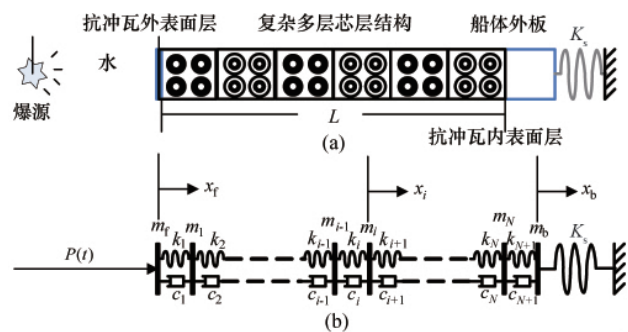 抗冲瓦外表面层 复杂多层芯层结构 船体外板
水 Kₛ
爆源
L
抗冲瓦内表面层
(a)
x_f x_i x_b
m_f m_1 m_{i-1} m_i m_N m_b
k_1 k_2 k_{i-1} k_i k_{i+1} k_N k_{N+1} K_s
P(t)
c_1 c_2 c_{i-1} c_i c_{i+1} c_N c_{N+1}
(b)